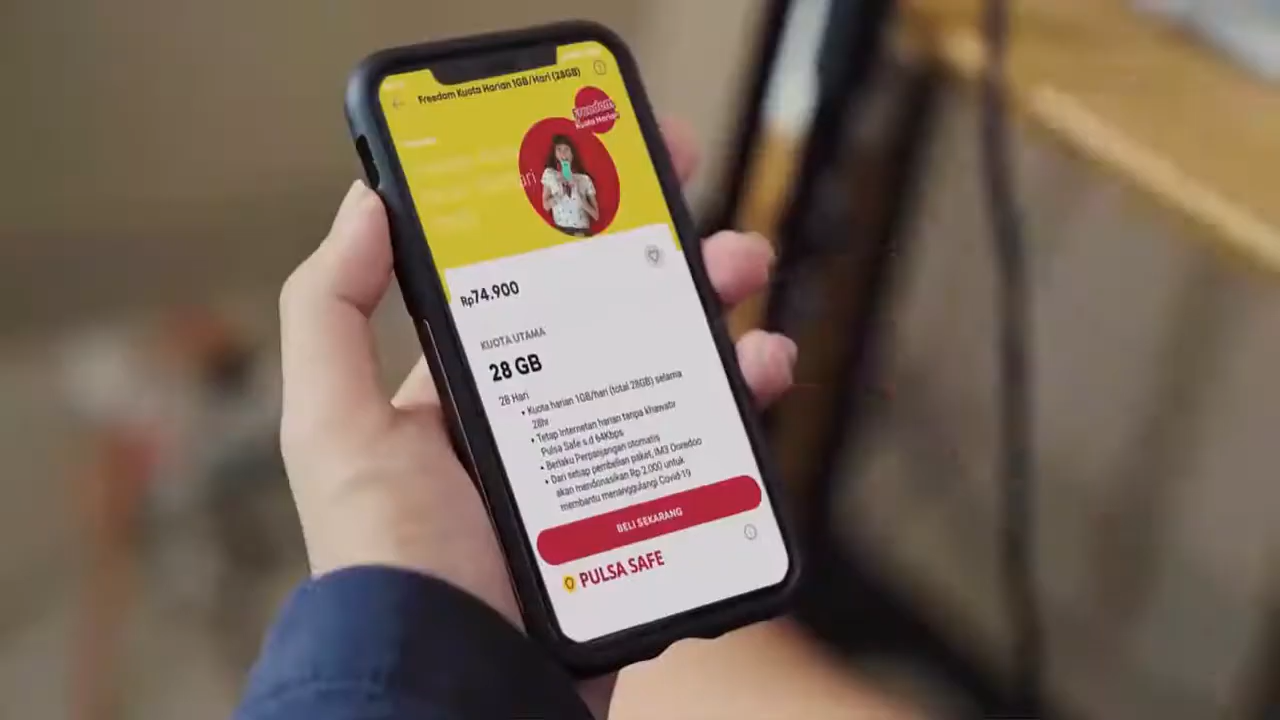 Freedom Kuota Harian 1GB/Hari (28GB)
Freedom
Kuota Harian
ari
Rp74.900
KUOTA UTAMA
28 GB
28 Hari
• Kuota harian 1GB/hari (total 28GB) selama
28hr
• Tetap Internetan harian tanpa khawatir
Pulsa Safe s.d 64Kbps
• Berlaku Perpanjangan otomatis
• Dari setiap pembelian paket, IM3 Ooredoo
akan mendonasikan Rp 2.000 untuk
membantu menanggulangi Covid-19
BELI SEKARANG
PULSA SAFE